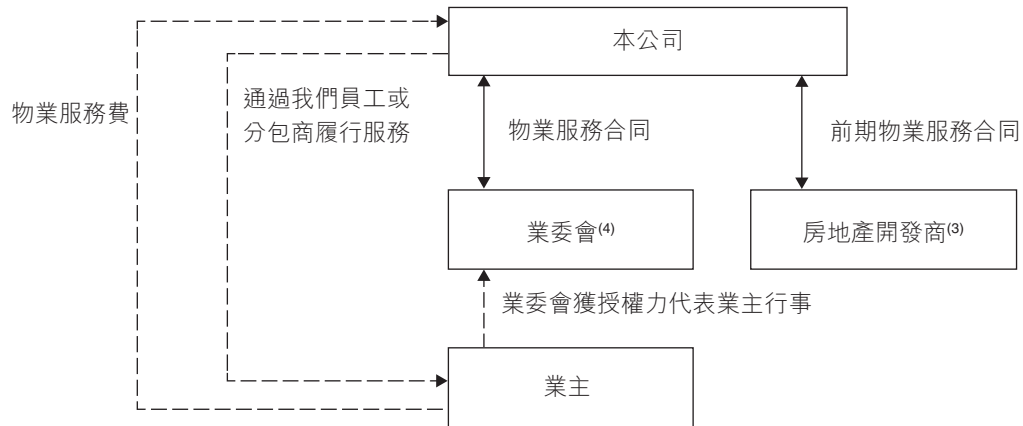 本公司
物業服務費
通過我們員工或
分包商履行服務
物業服務合同
前期物業服務合同
業委會(4)
房地產開發商(3)
業委會獲授權力代表業主行事
業主